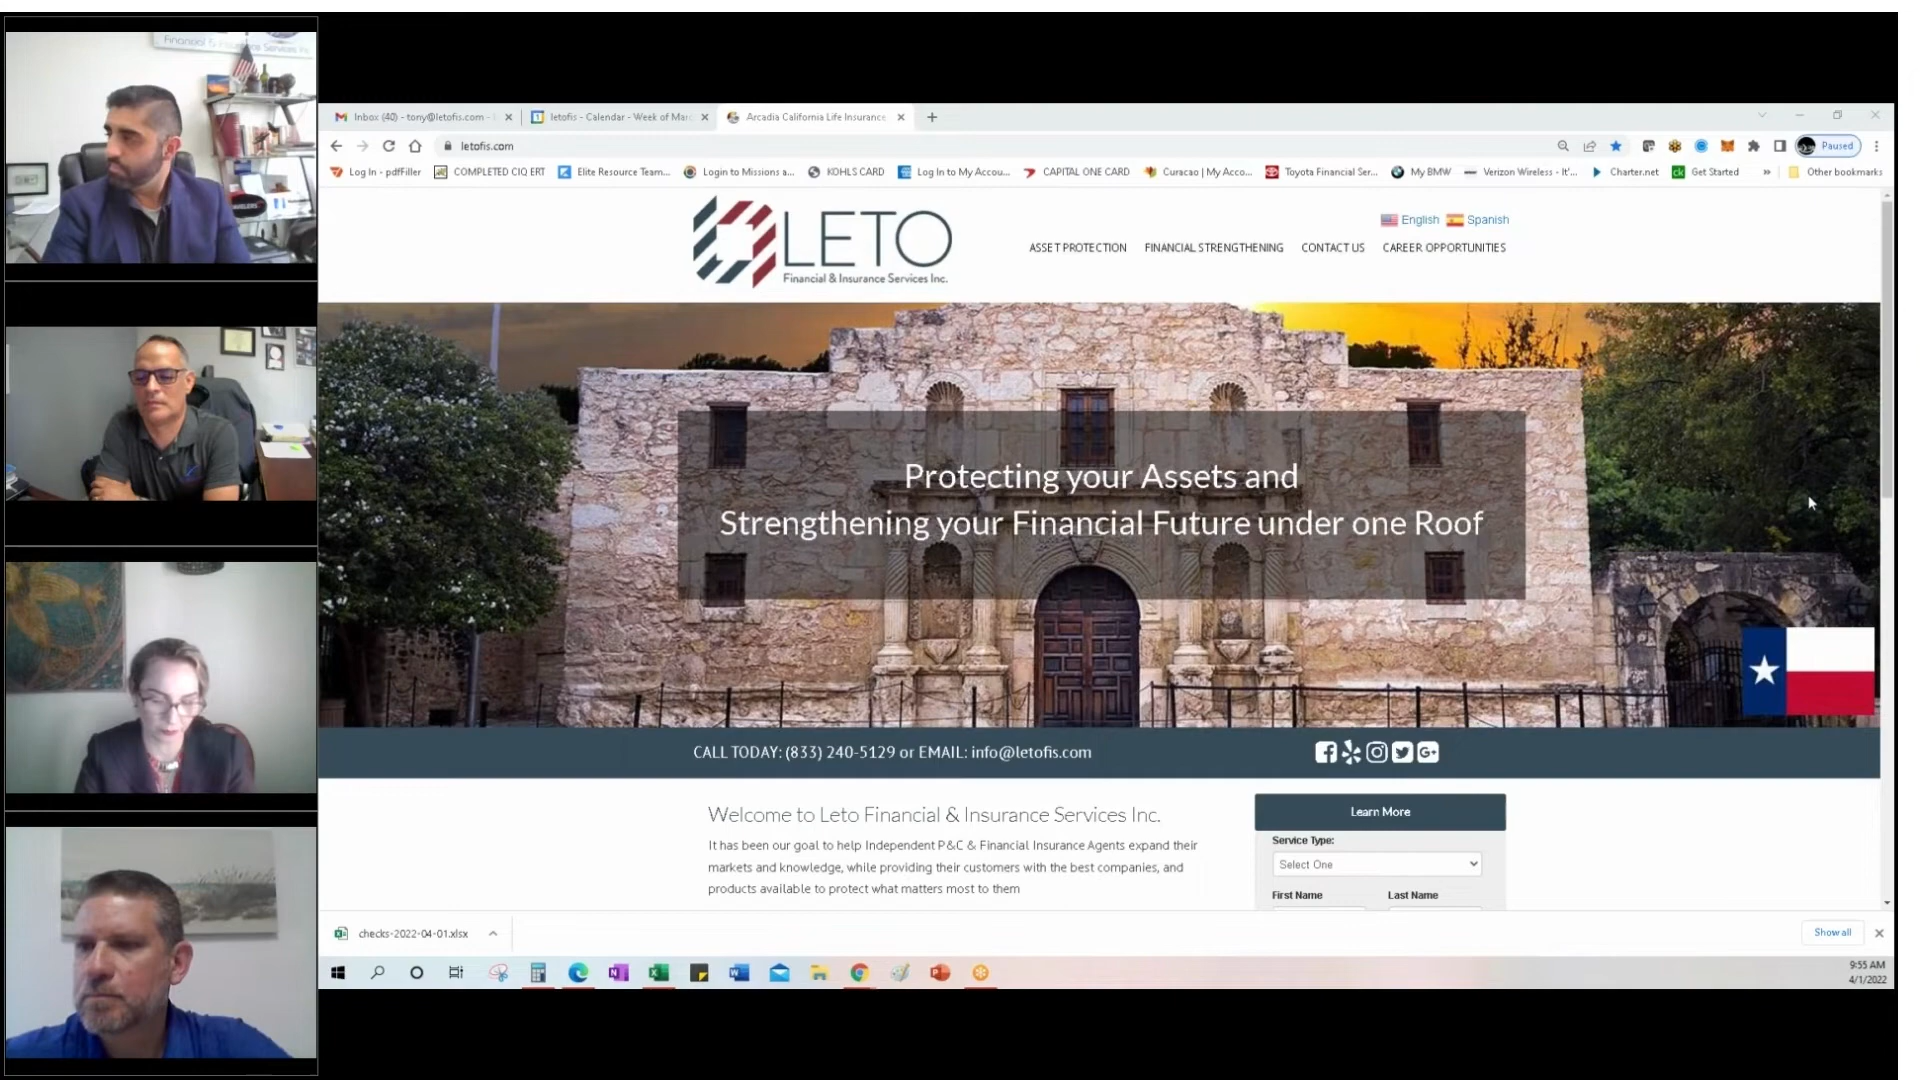 Financial & Insurance Services Inc.
Inbox (40) - tony@letofis.com -
letofis - Calendar - Week of Marc
Arcadia California Life Insurance
letofis.com
Paused
Log In - pdfFiller
COMPLETED CIQ ERT
Elite Resource Team...
Login to Missions a...
KOHLS CARD
Log In to My Accou...
CAPITAL ONE CARD
Curacao | My Acco...
Toyota Financial Ser...
My BMW
Verizon Wireless - It'...
Charter.net
Get Started
»
Other bookmarks
LETO
Financial & Insurance Services Inc.
English
Spanish
ASSET PROTECTION
FINANCIAL STRENGTHENING
CONTACT US
CAREER OPPORTUNITIES
Protecting your Assets and
Strengthening your Financial Future under one Roof
CALL TODAY: (833) 240-5129 or EMAIL: info@letofis.com
Welcome to Leto Financial & Insurance Services Inc.
It has been our goal to help Independent P&C & Financial Insurance Agents expand their
markets and knowledge, while providing their customers with the best companies, and
products available to protect what matters most to them
Learn More
Service Type:
Select One
First Name
Last Name
checks-2022-04-01.xlsx
Show all
9:55 AM
4/1/2022